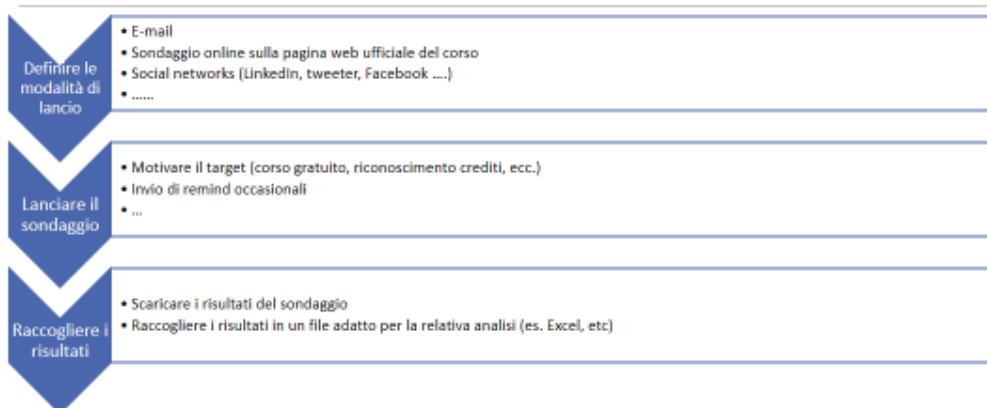 Definire le
modalità di
lancio
• E-mail
• Sondaggio online sulla pagina web ufficiale del corso
• Social networks (LinkedIn, tweeter, Facebook ....)
• ......
Lanciare il
sondaggio
• Motivare il target (corso gratuito, riconoscimento crediti, ecc.)
• Invio di remind occasionali
• ...
Raccogliere i
risultati
• Scaricare i risultati del sondaggio
• Raccogliere i risultati in un file adatto per la relativa analisi (es. Excel, etc)